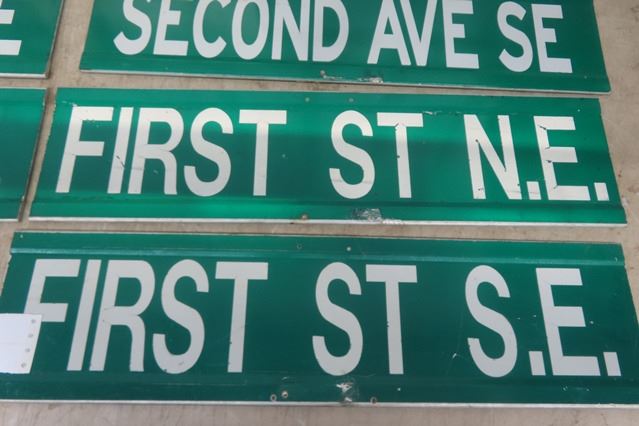 SECOND AVE SE
FIRST ST N.E.
FIRST ST S.E.